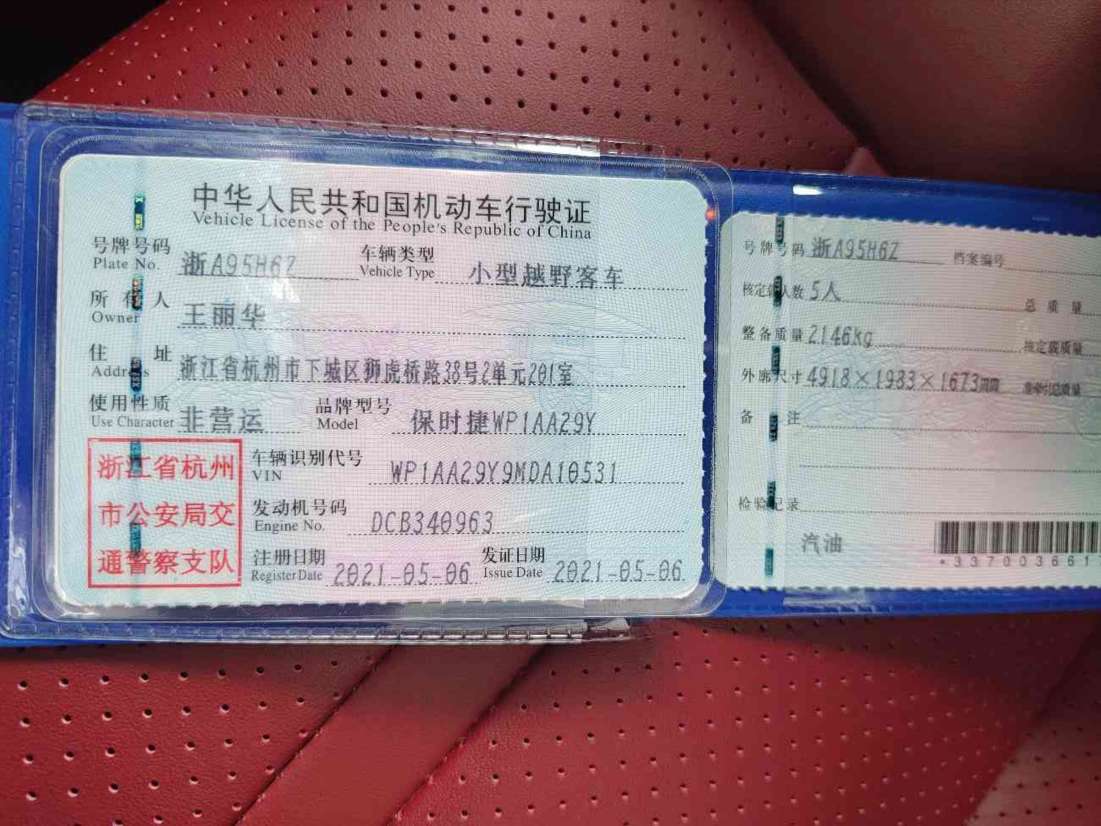 中华人民共和国机动车行驶证
Vehicle License of the People's Republic of China
号牌号码 浙A95H6Z 车辆类型 小型越野客车
Plate No. Vehicle Type
所有人 王丽华
Owner
住址 浙江省杭州市下城区狮虎桥路38号2单元201室
Address
使用性质 非营运 品牌型号 保时捷WP1AA29Y
Use Character Model
浙江省杭州
市公安局交
通警察支队
车辆识别代号 WP1AA29Y9MDA10531
VIN
发动机号码 DCB340963
Engine No.
注册日期 2021-05-06 发证日期 2021-05-06
Register Date Issue Date
号牌号码 浙A95H6Z 档案编号
核定载人数 5人 总质量
整备质量 2146kg 核定载质量
外廓尺寸 4918×1983×1673mm 准牵引总质量
备注
检验记录
汽油
*337003661